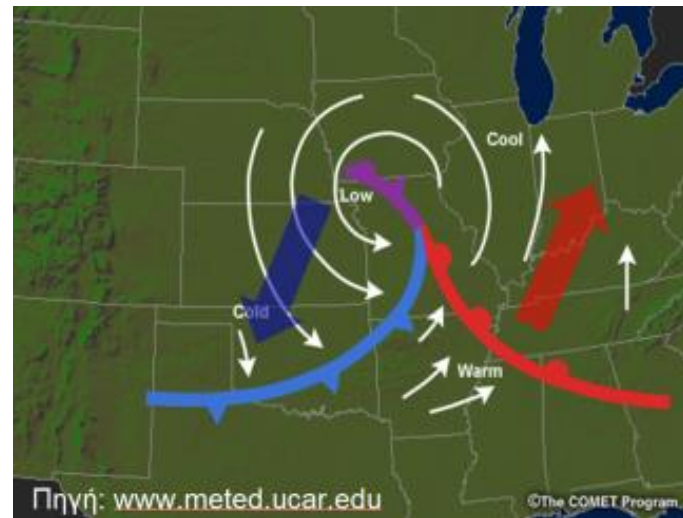 Cool
Low
Cold
Warm
Πηγή: www.meted.ucar.edu
©The COMET Program